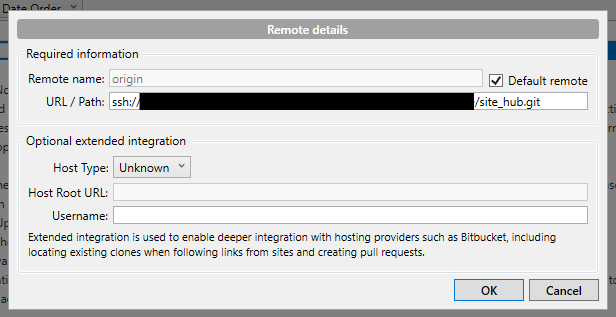 Date Order
Remote details
Required information
Remote name: origin
Default remote
URL / Path: ssh:// /site_hub.git
Optional extended integration
Host Type: Unknown
Host Root URL:
Username:
Extended integration is used to enable deeper integration with hosting providers such as Bitbucket, including
locating existing clones when following links from sites and creating pull requests.
OK Cancel